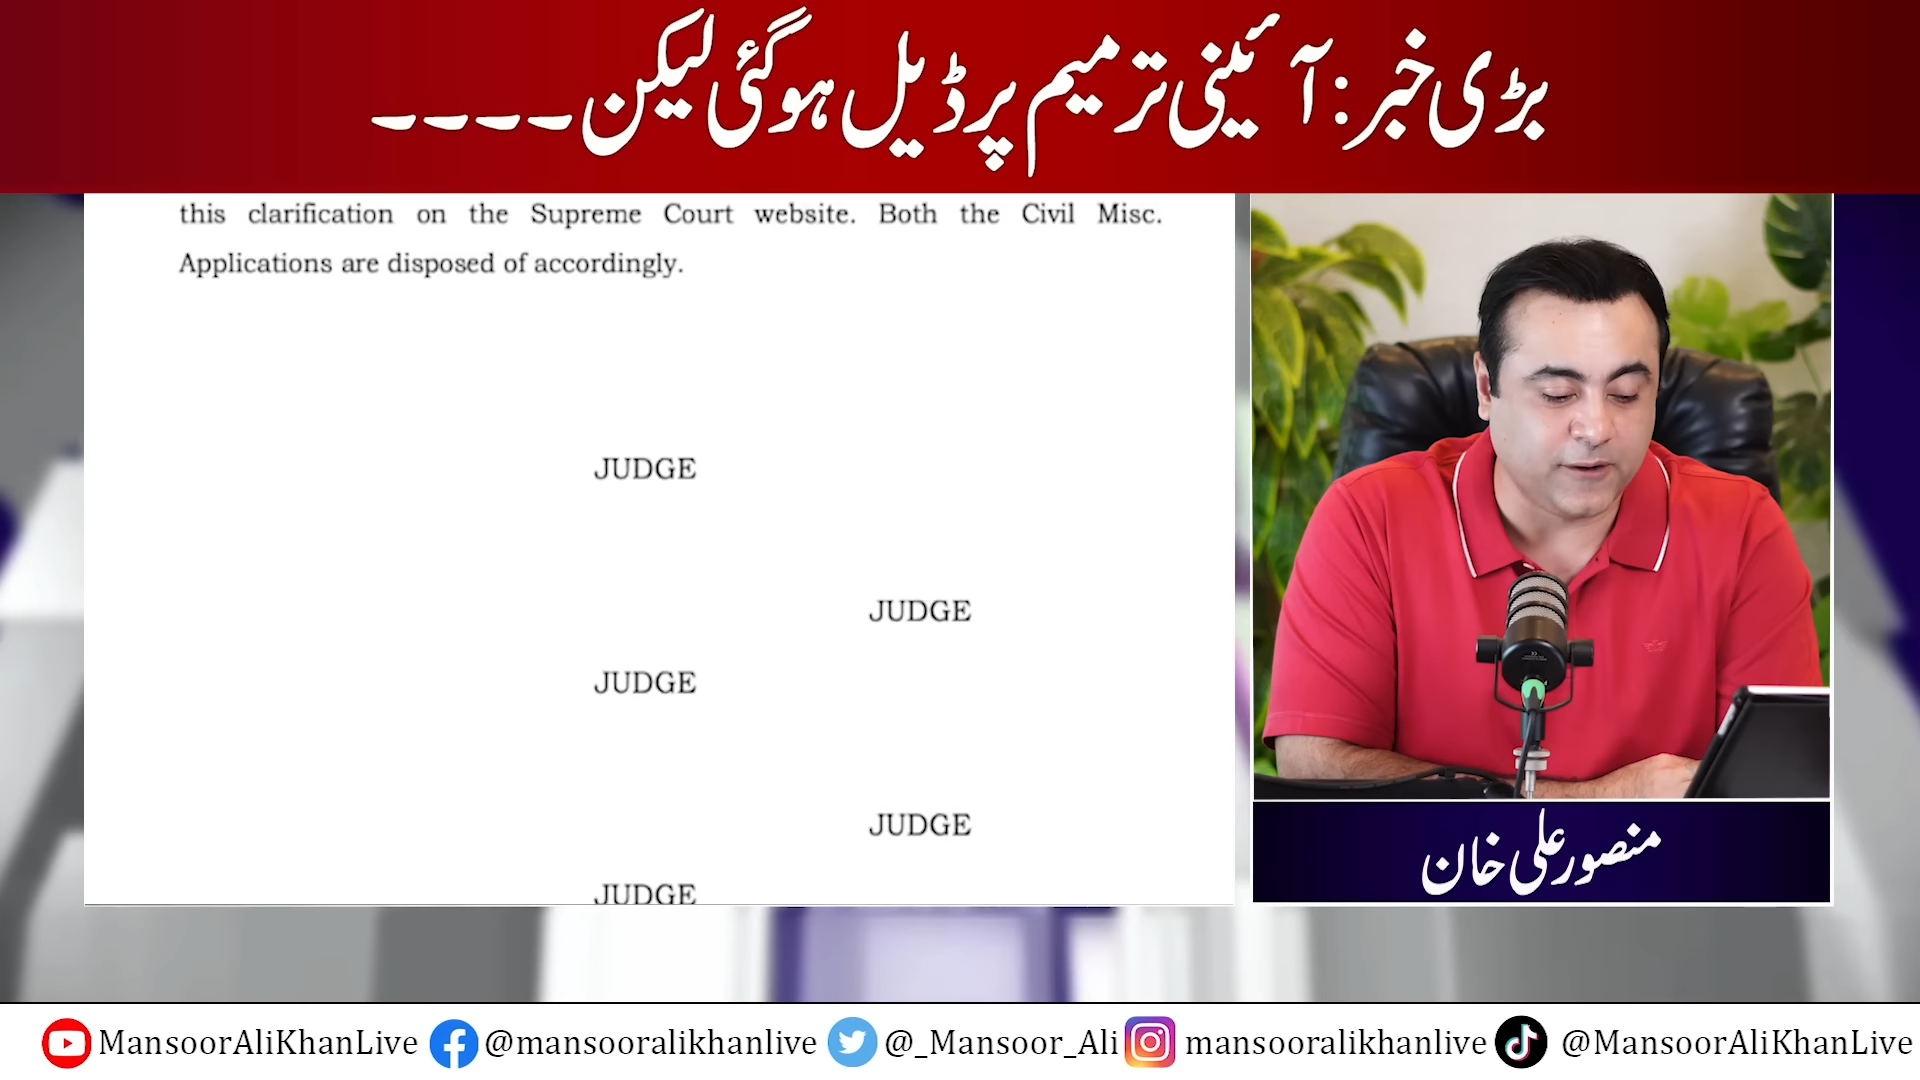 بڑی خبر: آئینی ترمیم پر ڈیل ہوگئی لیکن ۔۔۔۔
this clarification on the Supreme Court website. Both the Civil Misc.
Applications are disposed of accordingly.
JUDGE
JUDGE
JUDGE
JUDGE
JUDGE
منصور علی خان
MansoorAliKhanLive @mansooralikhanlive @_Mansoor_Ali mansooralikhanlive @MansoorAliKhanLive